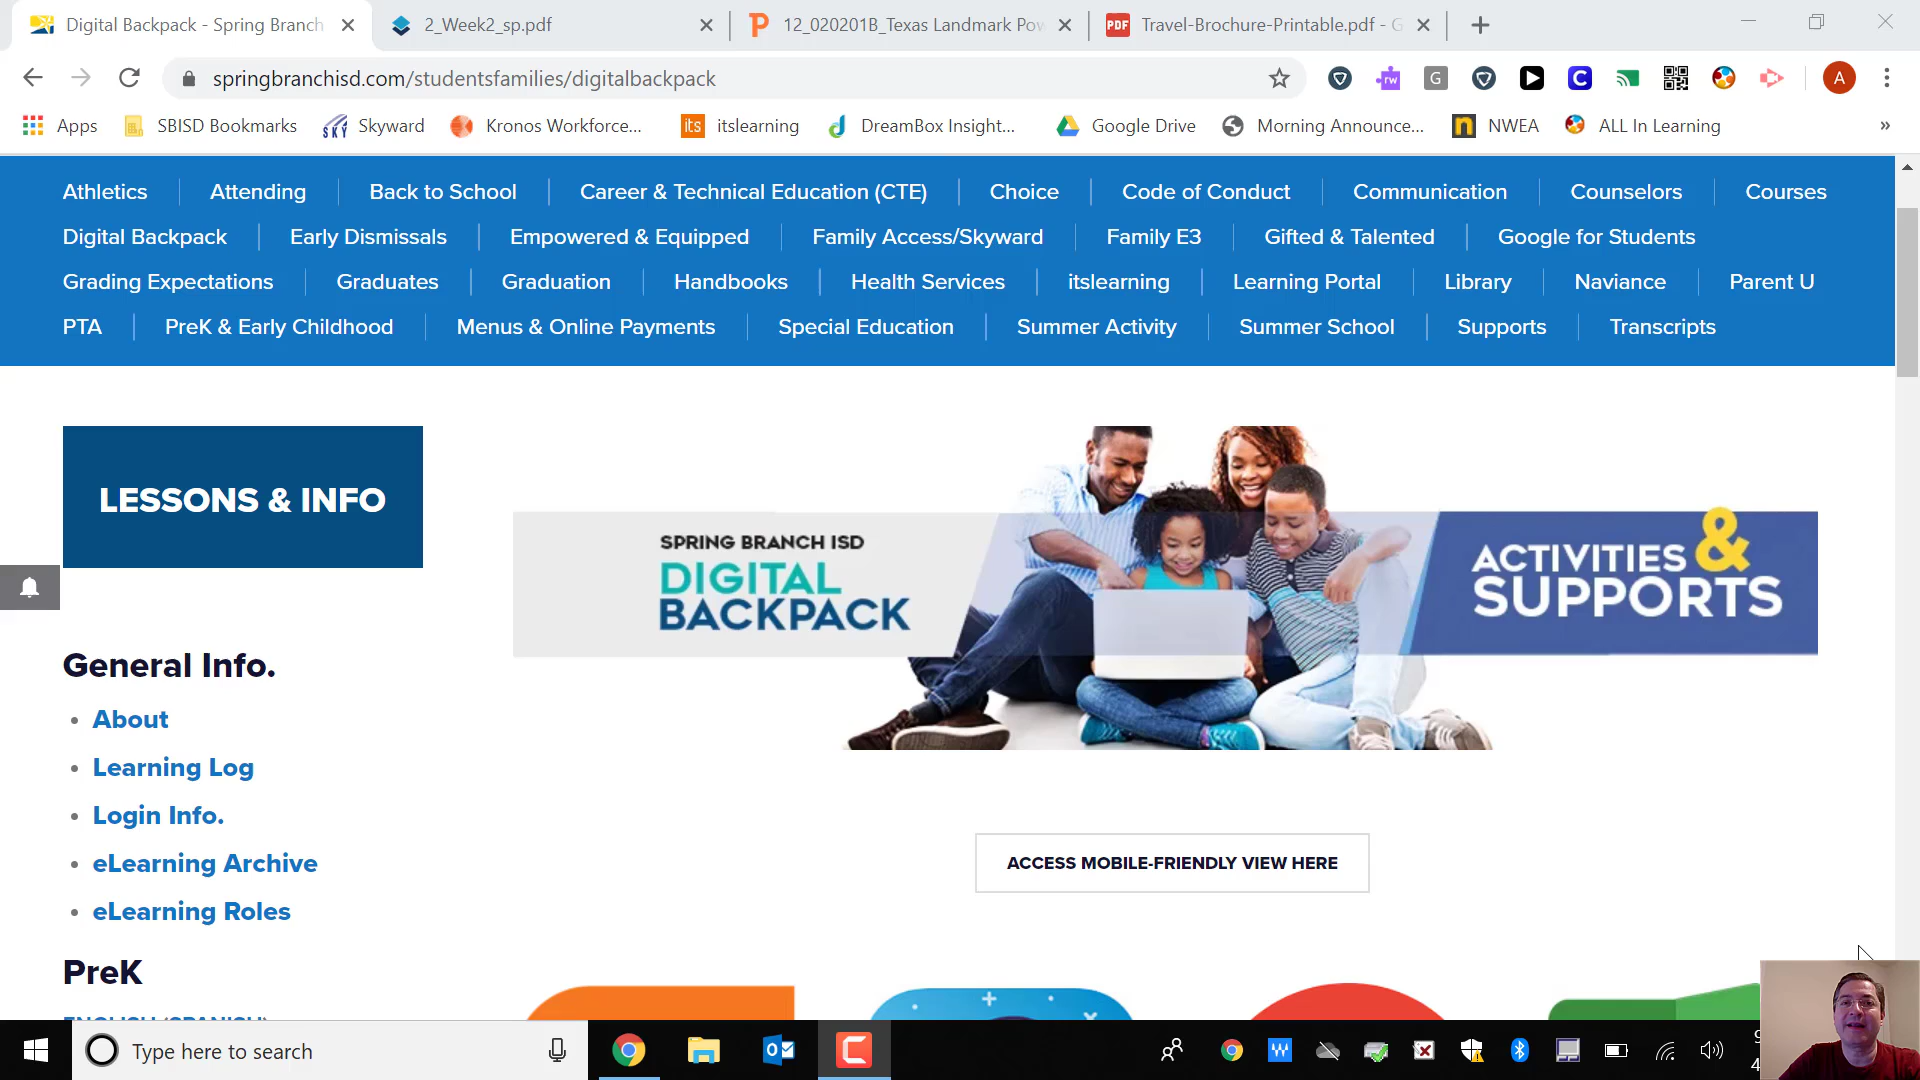 Digital Backpack - Spring Branch
2_Week2_sp.pdf
12_020201B_Texas Landmark Pow
Travel-Brochure-Printable.pdf - G
springbranchisd.com/studentsfamilies/digitalbackpack
Apps
SBISD Bookmarks
Skyward
Kronos Workforce...
itslearning
DreamBox Insight...
Google Drive
Morning Announce...
NWEA
ALL In Learning
»
Athletics
Attending
Back to School
Career & Technical Education (CTE)
Choice
Code of Conduct
Communication
Counselors
Courses
Digital Backpack
Early Dismissals
Empowered & Equipped
Family Access/Skyward
Family E3
Gifted & Talented
Google for Students
Grading Expectations
Graduates
Graduation
Handbooks
Health Services
itslearning
Learning Portal
Library
Naviance
Parent U
PTA
PreK & Early Childhood
Menus & Online Payments
Special Education
Summer Activity
Summer School
Supports
Transcripts
LESSONS & INFO
SPRING BRANCH ISD
DIGITAL
BACKPACK
ACTIVITIES &
SUPPORTS
General Info.
• About
• Learning Log
• Login Info.
• eLearning Archive
• eLearning Roles
ACCESS MOBILE-FRIENDLY VIEW HERE
PreK
Type here to search